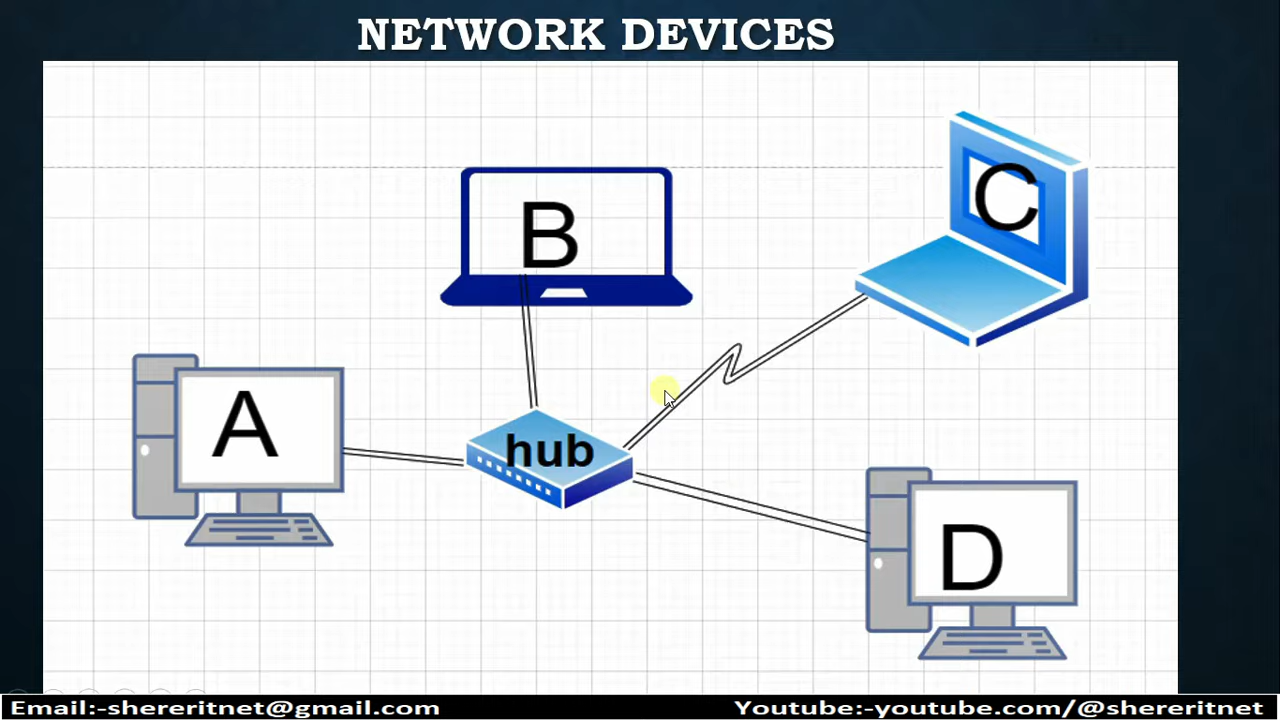 NETWORK DEVICES
B
C
A
hub
D
Email:-shereritnet@gmail.com
Youtube:-youtube.com/@shereritnet